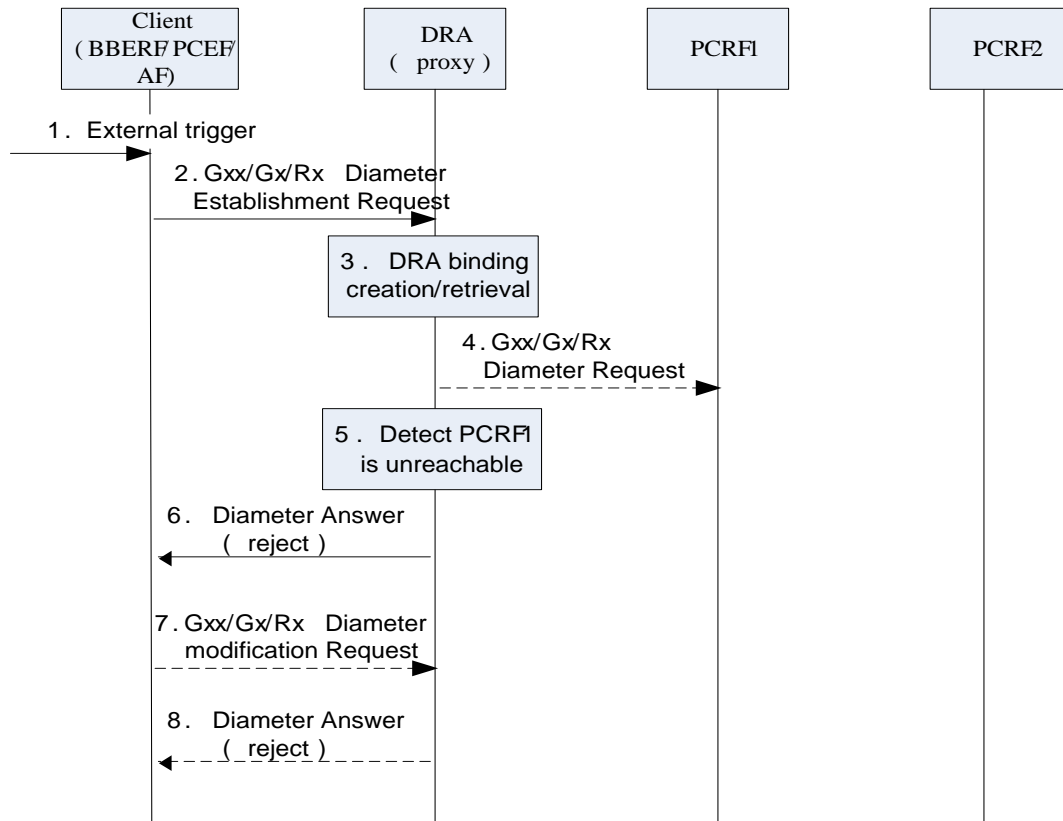 Client
( BBERF/ PCEF/
AF)
DRA
( proxy )
PCRF1
PCRF2
1. External trigger
2. Gxx/Gx/Rx Diameter
Establishment Request
3. DRA binding
creation/retrieval
4. Gxx/Gx/Rx
Diameter Request
5. Detect PCRF1
is unreachable
6. Diameter Answer
( reject )
7. Gxx/Gx/Rx Diameter
modification Request
8. Diameter Answer
( reject )